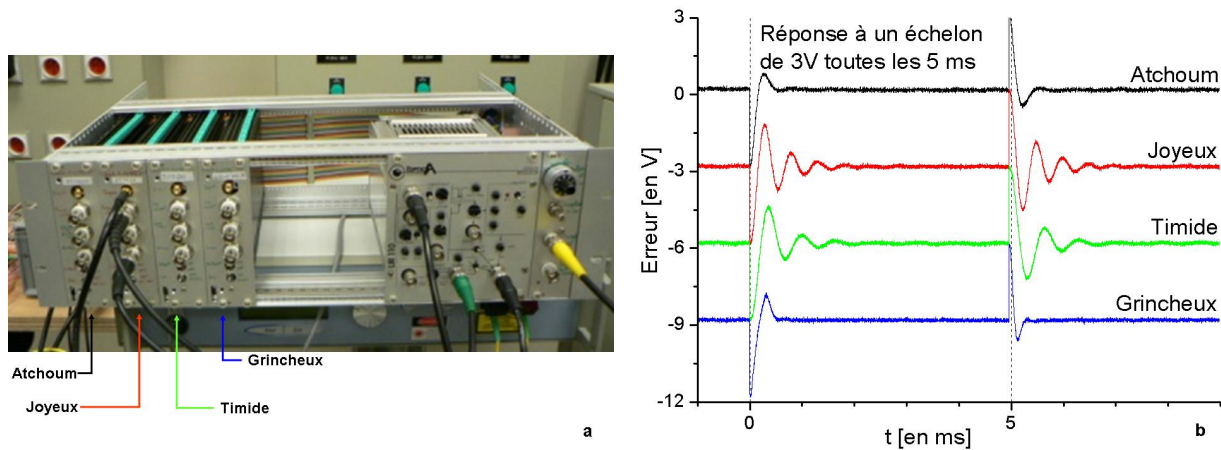 Atchoum
Joyeux
Timide
Grincheux
a
Réponse à un échelon
de 3V toutes les 5 ms
Atchoum
Joyeux
Timide
Grincheux
Erreur [en V]
3
0
-3
-6
-9
-12
0
5
t [en ms]
b